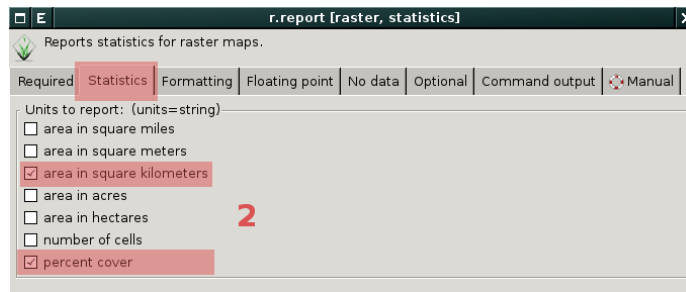 E r.report [raster, statistics]
Reports statistics for raster maps.
Required Statistics Formatting Floating point No data Optional Command output Manual
Units to report: (units=string)
area in square miles
area in square meters
area in square kilometers
area in acres
area in hectares
2
number of cells
percent cover